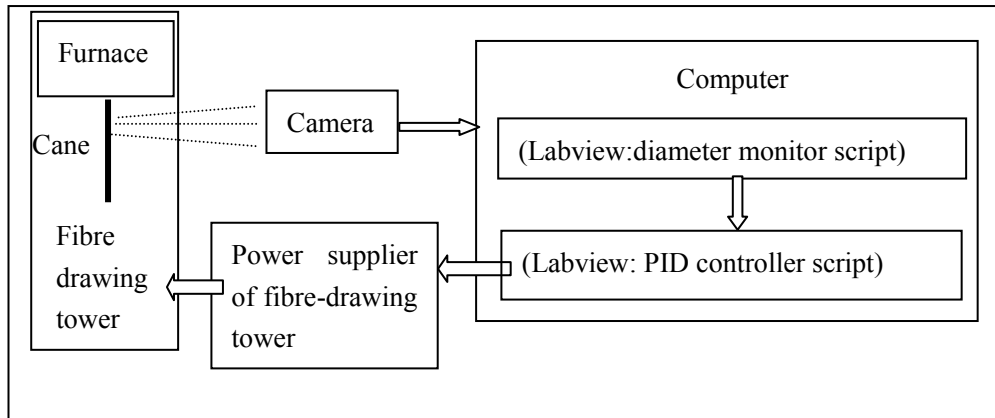 Furnace
Cane
Fibre
drawing
tower
Camera
Power supplier
of fibre-drawing
tower
Computer
(Labview:diameter monitor script)
(Labview: PID controller script)